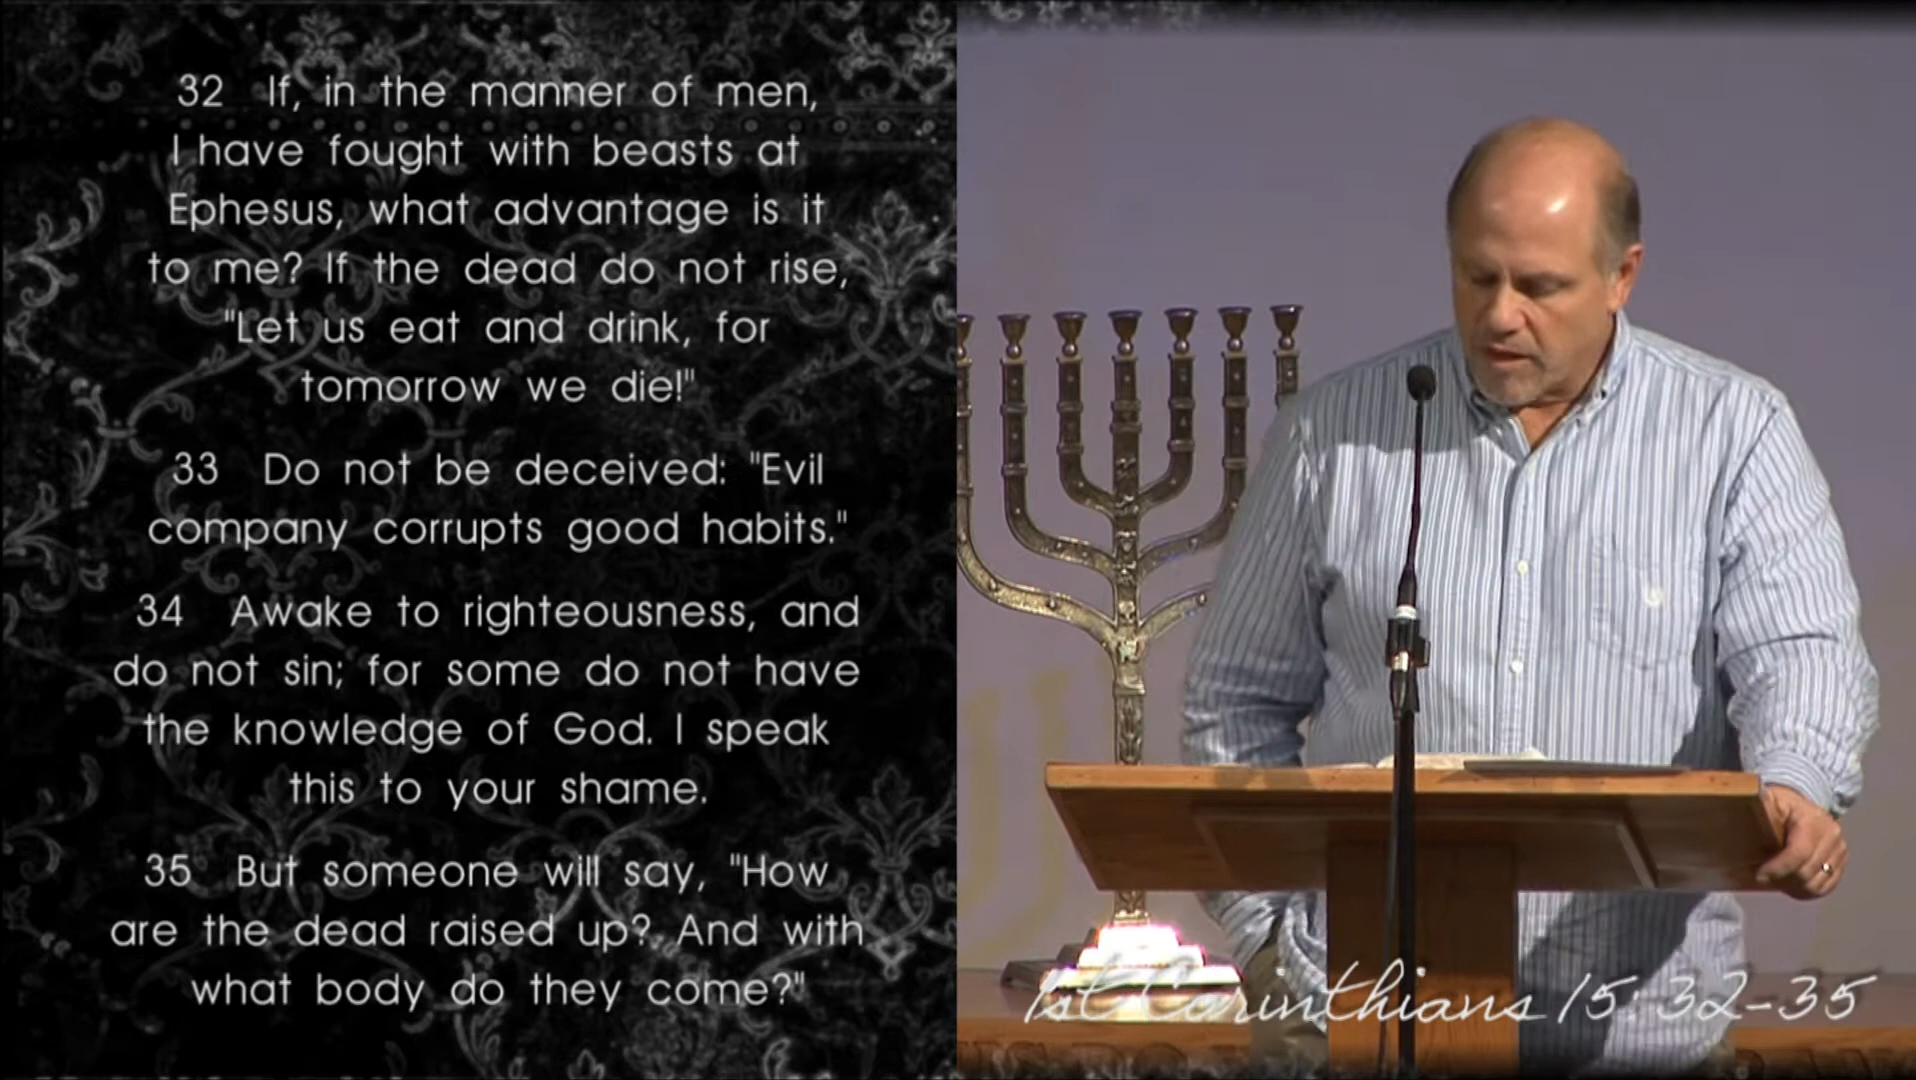 32 If, in the manner of men,
I have fought with beasts at
Ephesus, what advantage is it
to me? If the dead do not rise,
"Let us eat and drink, for
tomorrow we die!"
33 Do not be deceived: "Evil
company corrupts good habits."
34 Awake to righteousness, and
do not sin; for some do not have
the knowledge of God. I speak
this to your shame.
35 But someone will say, "How
are the dead raised up? And with
what body do they come?"
1st Corinthians 15:32-35